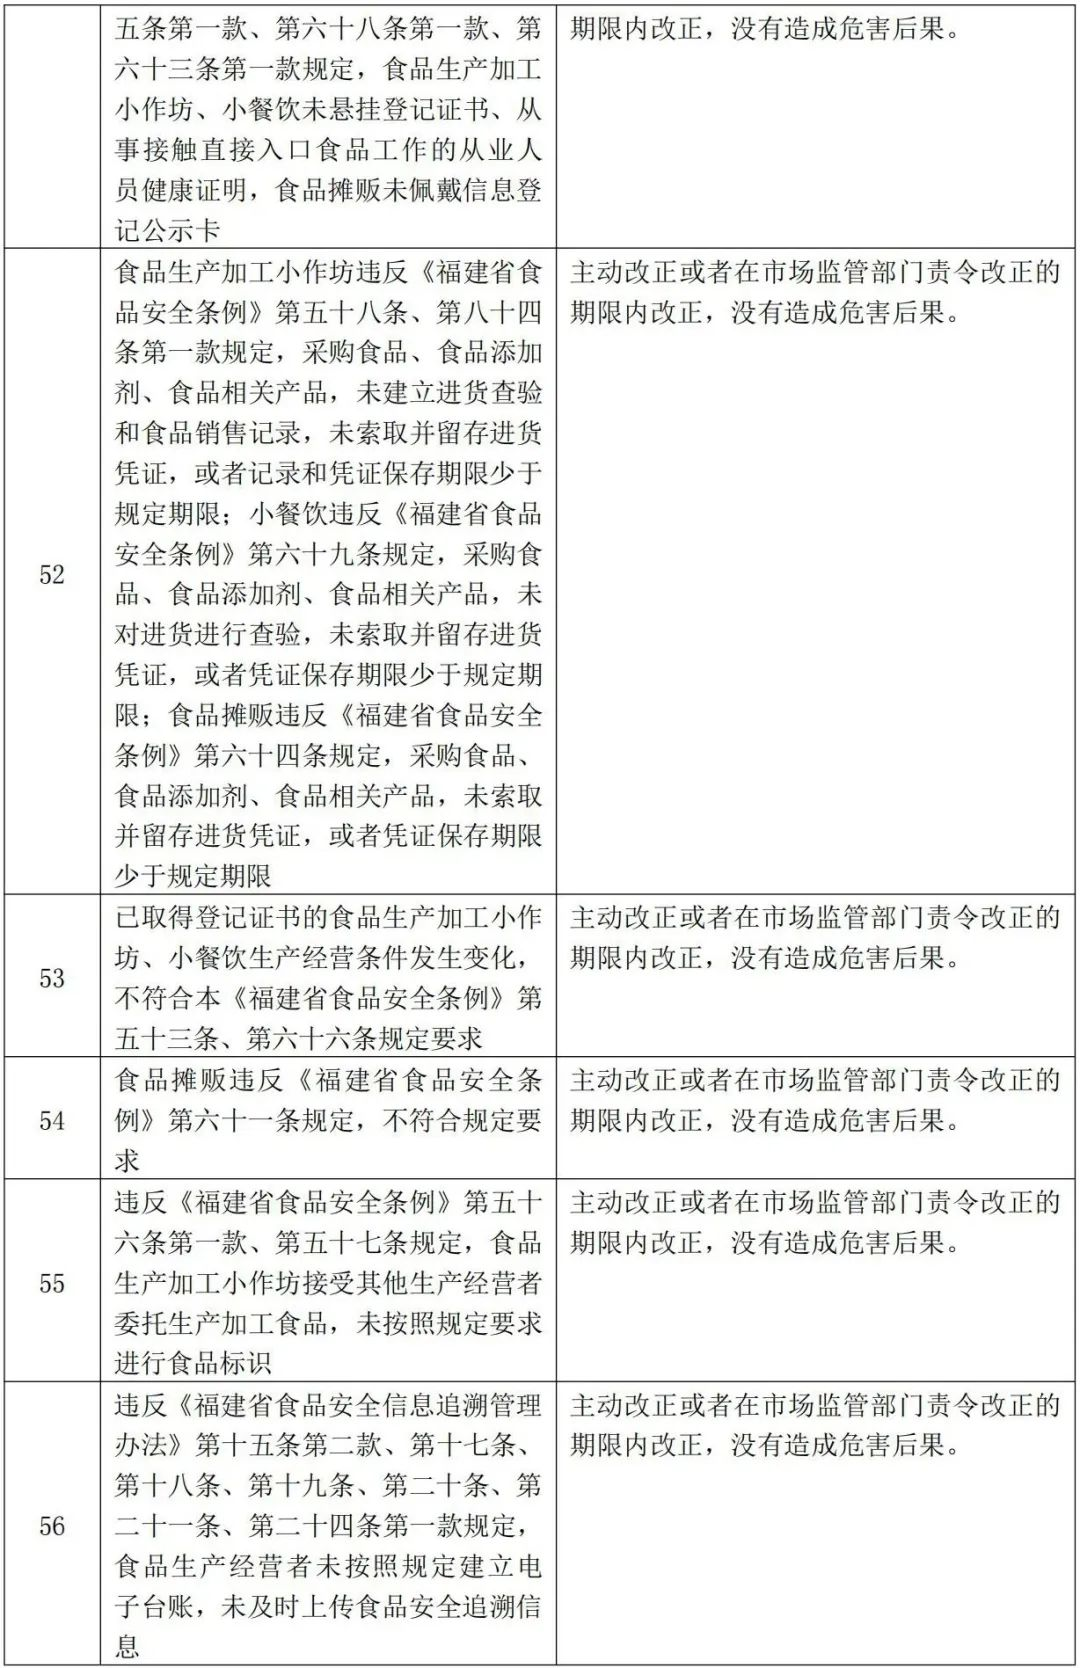 五条第一款、第六十八条第一款、第
六十三条第一款规定，食品生产加工
小作坊、小餐饮未悬挂登记证书、从
事接触直接入口食品工作的从业人
员健康证明，食品摊贩未佩戴信息登
记公示卡
期限内改正，没有造成危害后果。
52
食品生产加工小作坊违反《福建省食
品安全条例》第五十八条、第八十四
条第一款规定，采购食品、食品添加
剂、食品相关产品，未建立进货查验
和食品销售记录，未索取并留存进货
凭证，或者记录和凭证保存期限少于
规定期限；小餐饮违反《福建省食品
安全条例》第六十九条规定，采购食
品、食品添加剂、食品相关产品，未
对进货进行查验，未索取并留存进货
凭证，或者凭证保存期限少于规定期
限；食品摊贩违反《福建省食品安全
条例》第六十四条规定，采购食品、
食品添加剂、食品相关产品，未索取
并留存进货凭证，或者凭证保存期限
少于规定期限
主动改正或者在市场监管部门责令改正的
期限内改正，没有造成危害后果。
53
已取得登记证书的食品生产加工小作
坊、小餐饮生产经营条件发生变化，
不符合本《福建省食品安全条例》第
五十三条、第六十六条规定要求
主动改正或者在市场监管部门责令改正的
期限内改正，没有造成危害后果。
54
食品摊贩违反《福建省食品安全条
例》第六十一条规定，不符合规定要
求
主动改正或者在市场监管部门责令改正的
期限内改正，没有造成危害后果。
55
违反《福建省食品安全条例》第五十
六条第一款、第五十七条规定，食品
生产加工小作坊接受其他生产经营者
委托生产加工食品，未按照规定要求
进行食品标识
主动改正或者在市场监管部门责令改正的
期限内改正，没有造成危害后果。
56
违反《福建省食品安全信息追溯管理
办法》第十五条第二款、第十七条、
第十八条、第十九条、第二十条、第
二十一条、第二十四条第一款规定，
食品生产经营者未按照规定建立电
子台账，未及时上传食品安全追溯信
息
主动改正或者在市场监管部门责令改正的
期限内改正，没有造成危害后果。